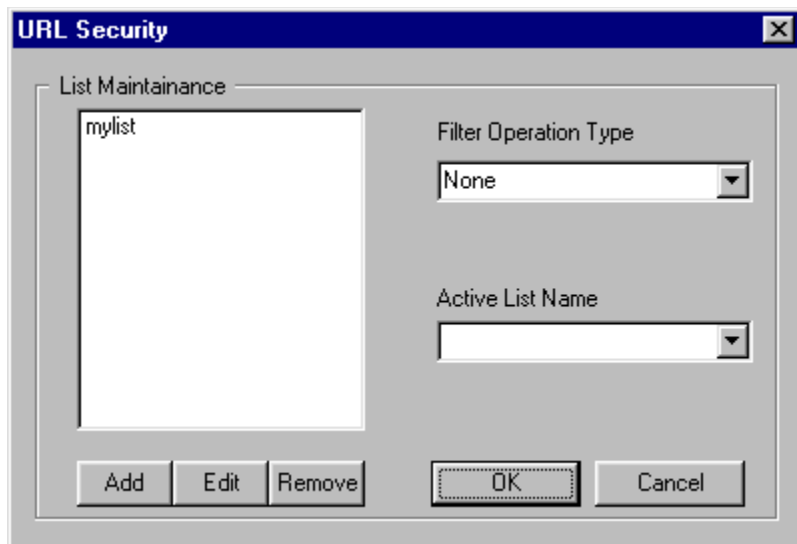 URL Security
List Maintainance
mylist
Filter Operation Type
None
Active List Name
Add Edit Remove OK Cancel